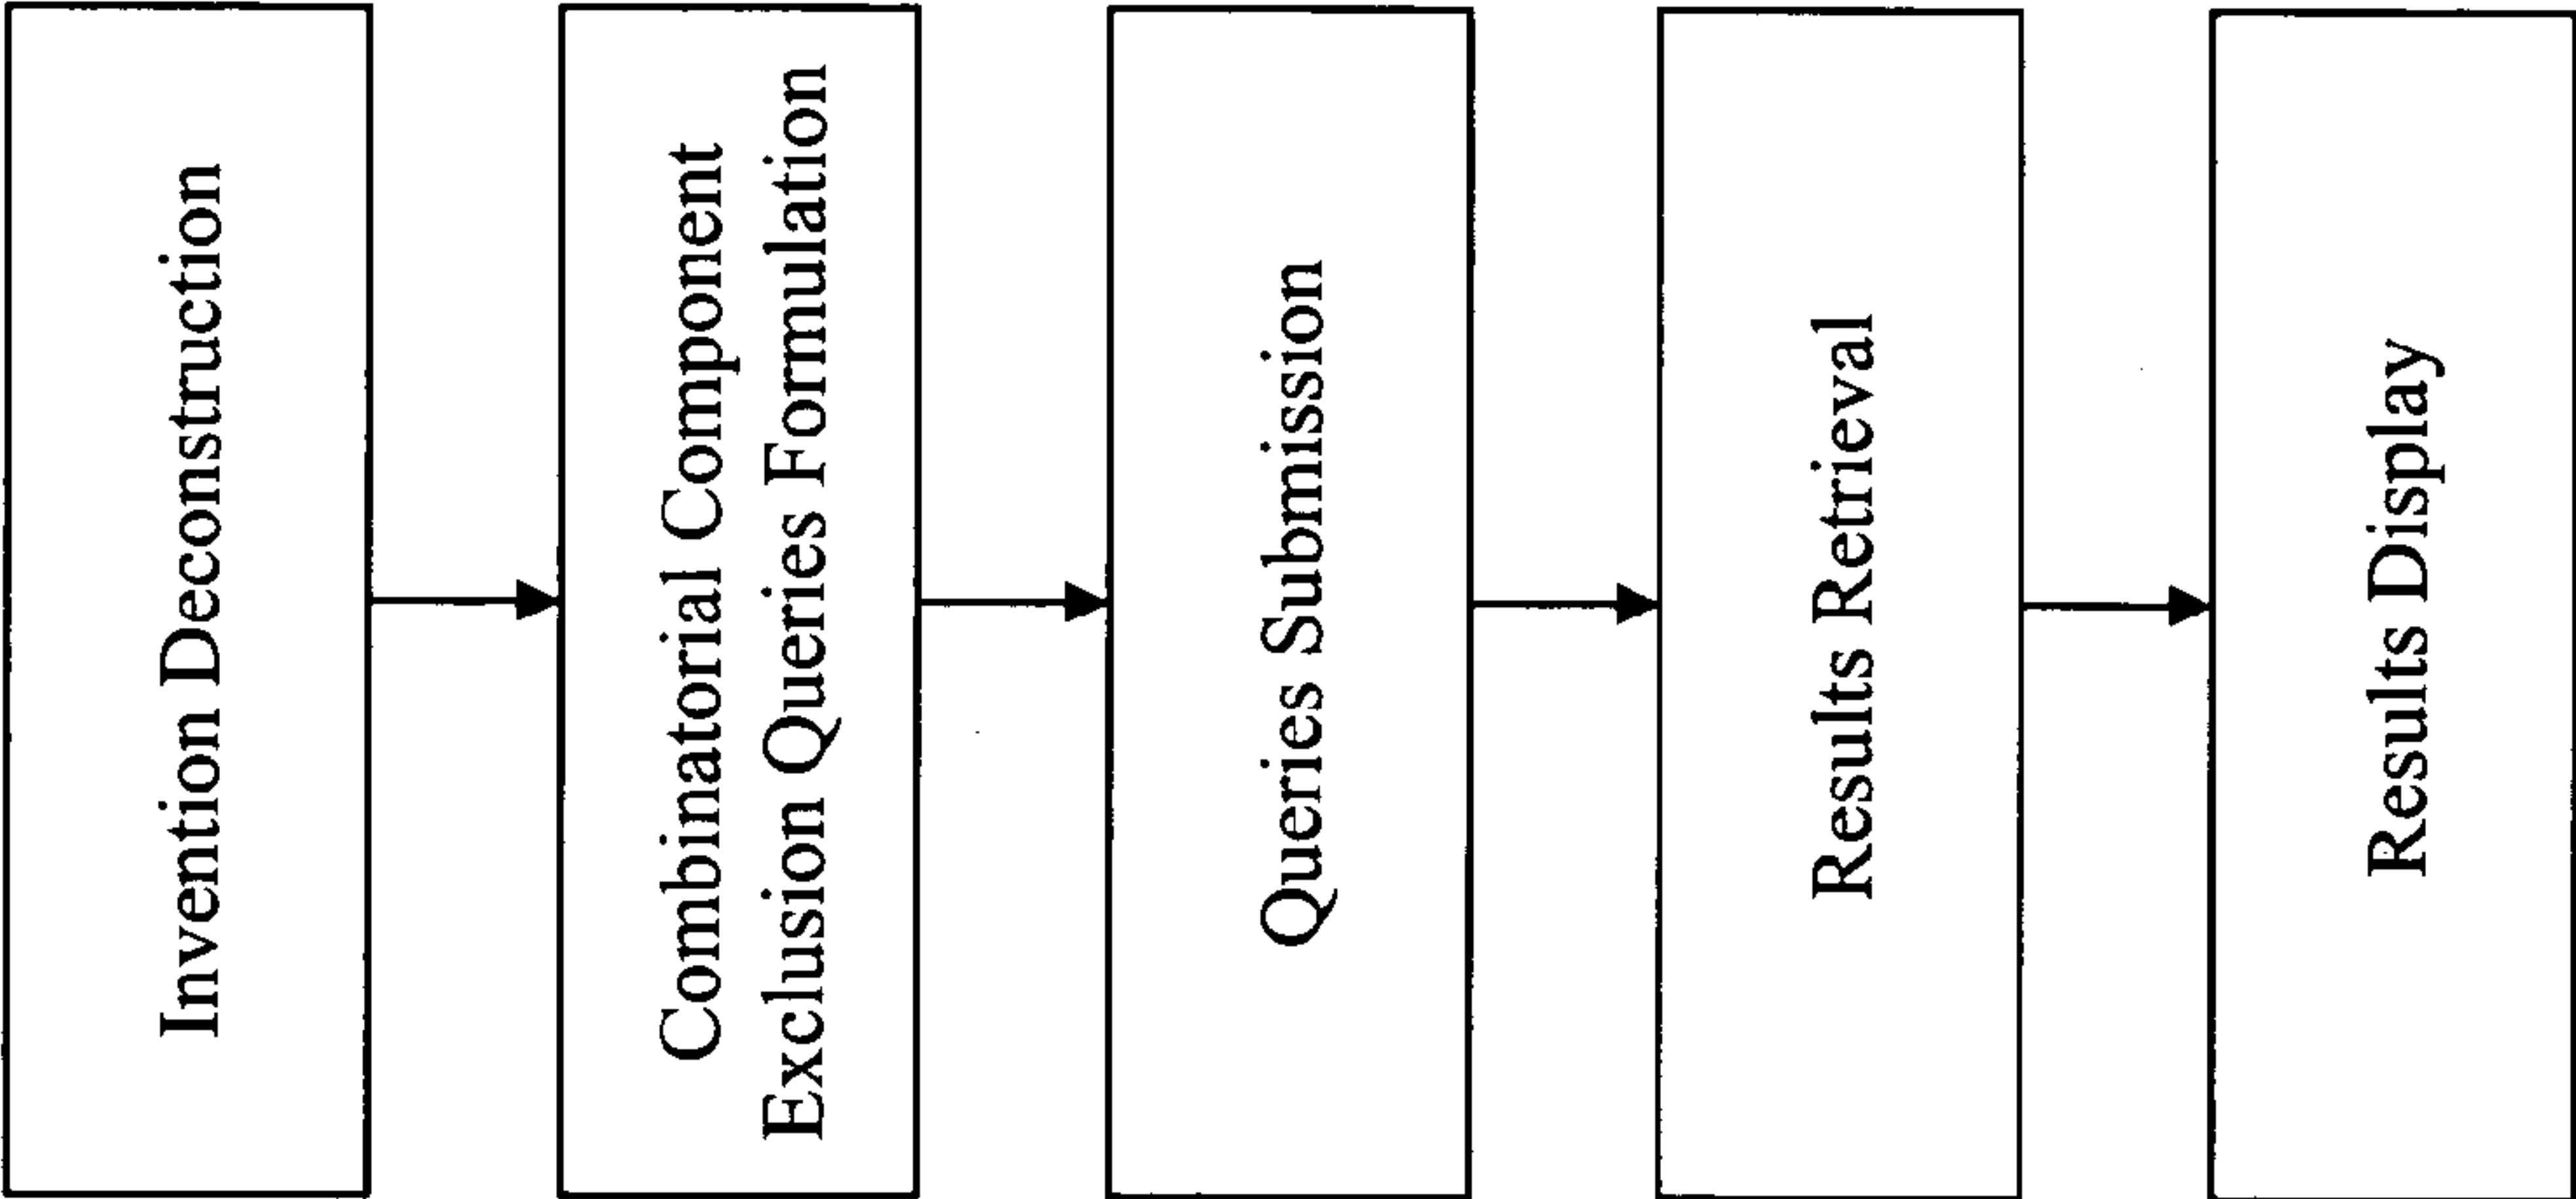 Invention Deconstruction
Combinatorial Component
Exclusion Queries Formulation
Queries Submission
Results Retrieval
Results Display